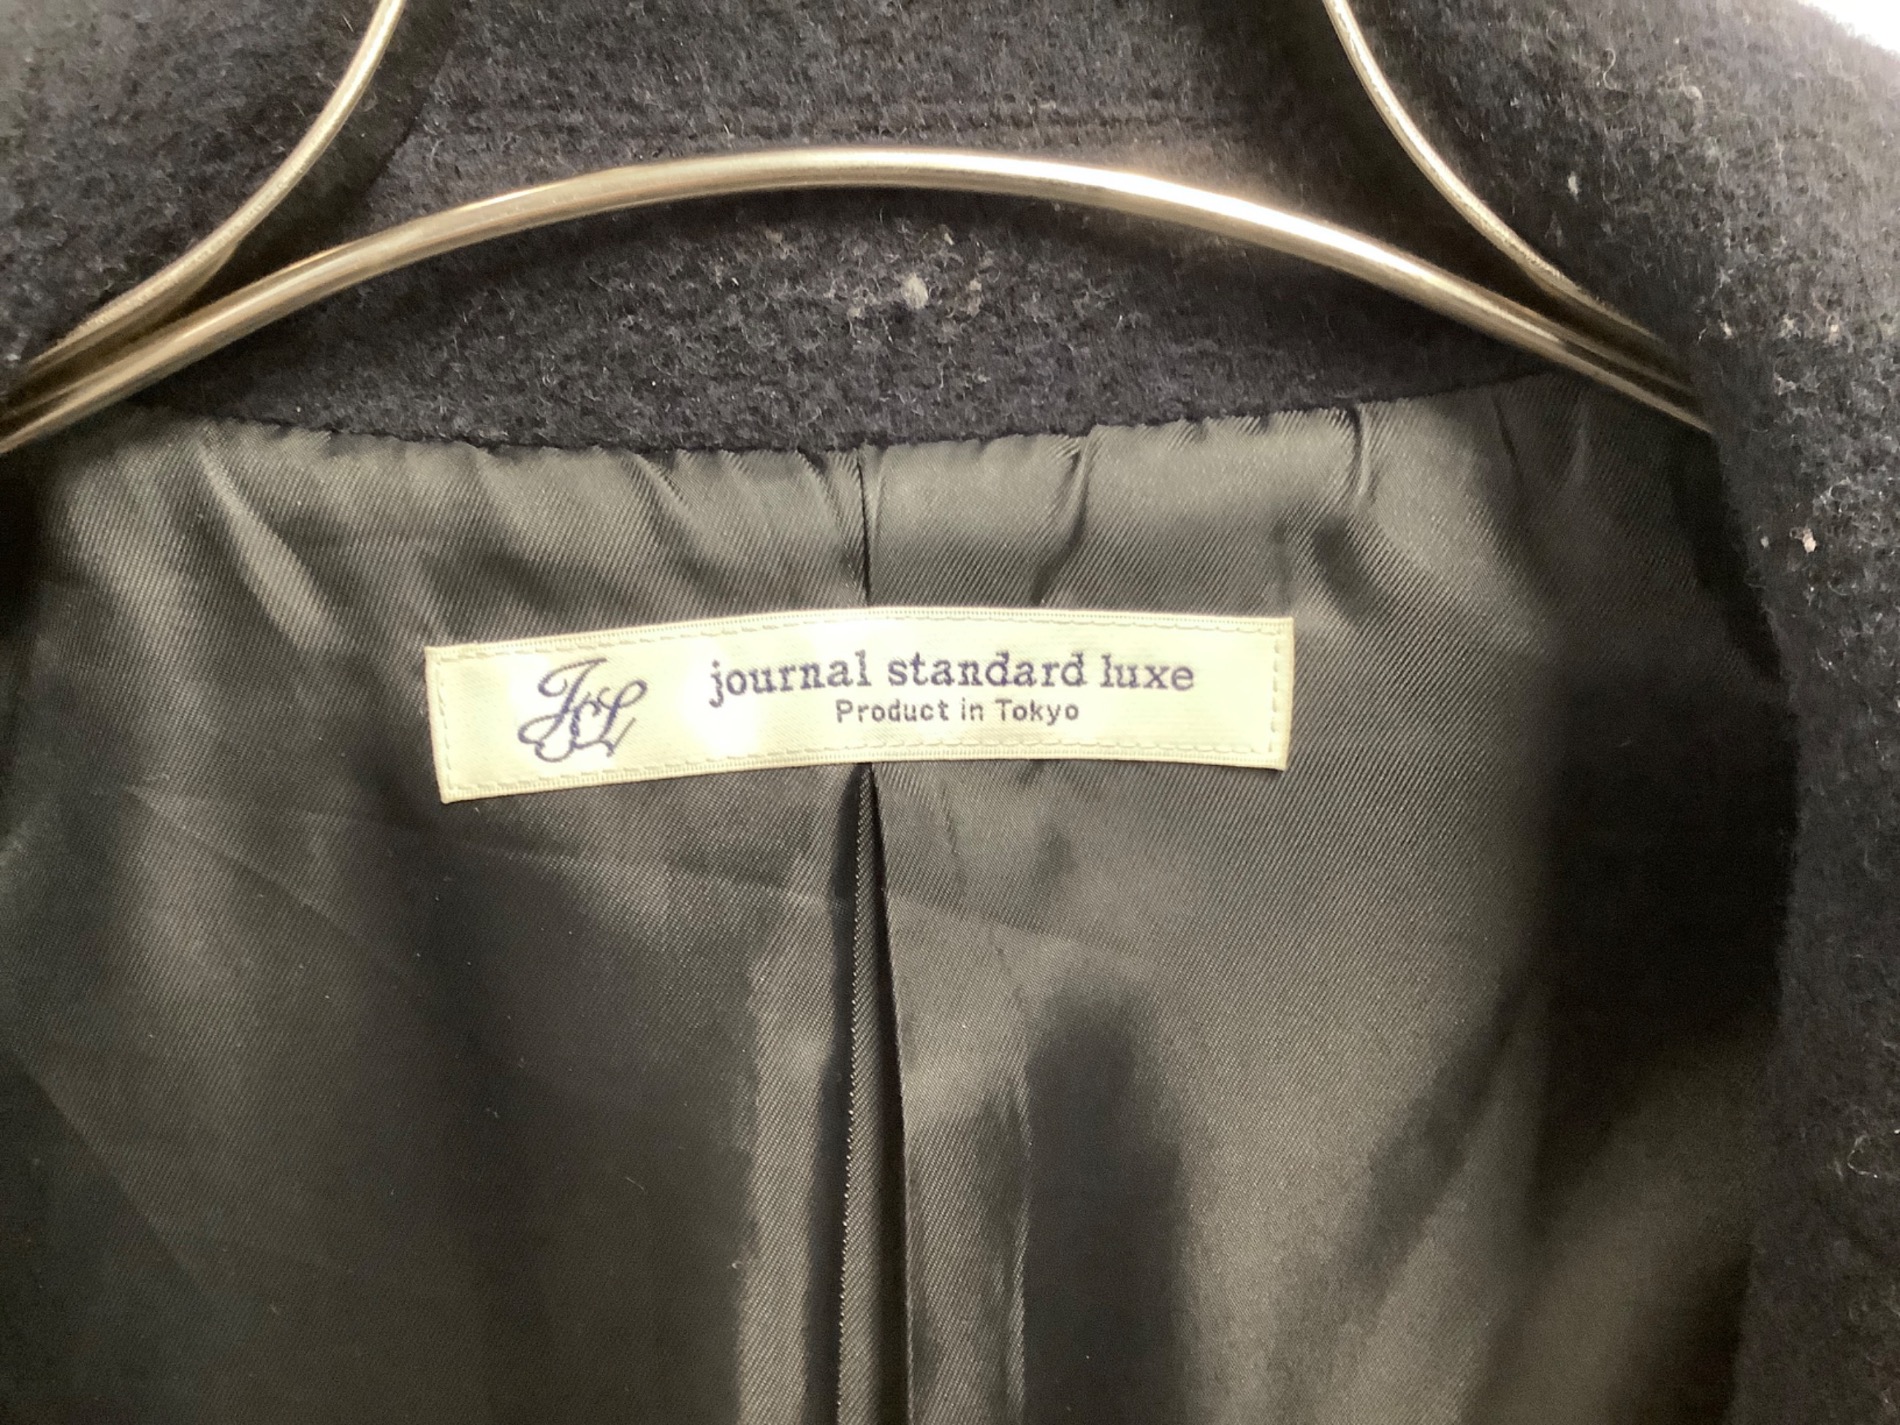 JSL
journal standard luxe
Product in Tokyo